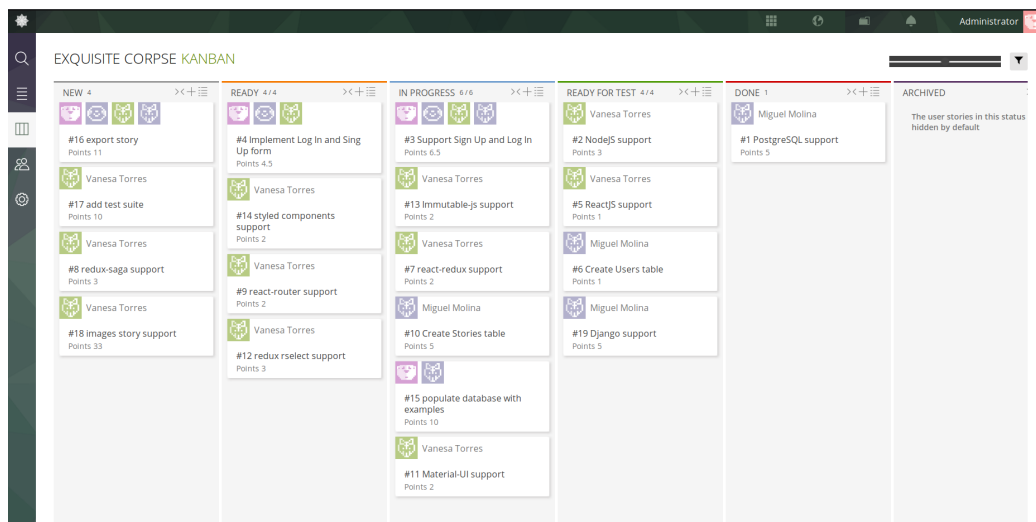 Administrator
EXQUISITE CORPSE KANBAN
NEW 4
#16 export story
Points 11
Vanesa Torres
#17 add test suite
Points 10
Vanesa Torres
#8 redux-saga support
Points 3
Vanesa Torres
#18 images story support
Points 33
READY 4/4
#4 Implement Log In and Sing
Up form
Points 4.5
Vanesa Torres
#14 styled components
support
Points 2
Vanesa Torres
#9 react-router support
Points 2
Vanesa Torres
#12 redux rselect support
Points 3
IN PROGRESS 6/6
#3 Support Sign Up and Log In
Points 6.5
Vanesa Torres
#13 Immutable-js support
Points 2
Vanesa Torres
#7 react-redux support
Points 2
Miguel Molina
#10 Create Stories table
Points 5
#15 populate database with
examples
Points 10
Vanesa Torres
#11 Material-UI support
Points 2
READY FOR TEST 4/4
Vanesa Torres
#2 NodeJS support
Points 3
Vanesa Torres
#5 ReactJS support
Points 1
Miguel Molina
#6 Create Users table
Points 1
Miguel Molina
#19 Django support
Points 5
DONE 1
Miguel Molina
#1 PostgreSQL support
Points 5
ARCHIVED
The user stories in this status
hidden by default